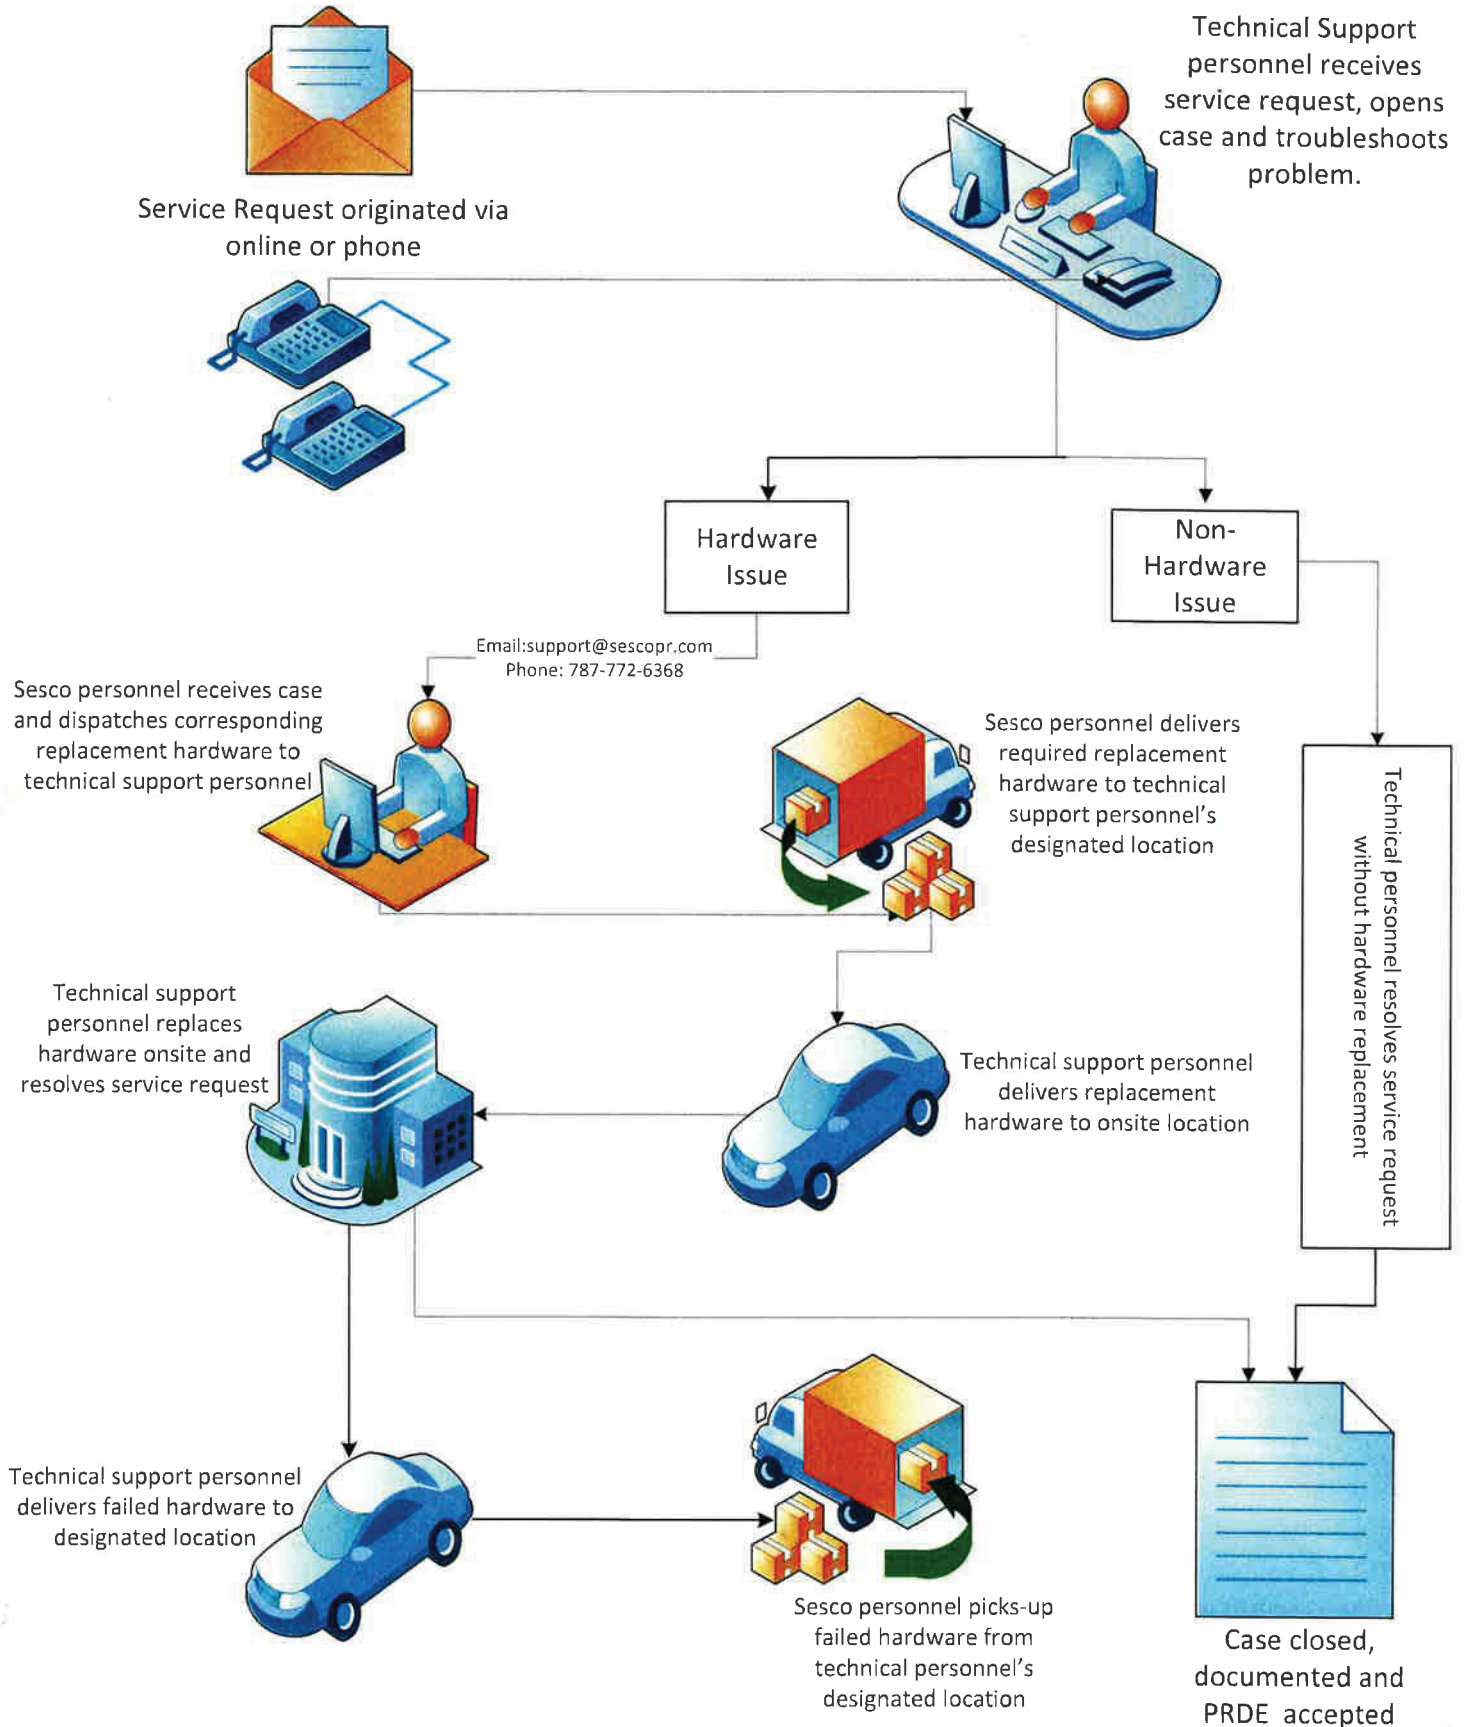 Technical Support
personnel receives
service request, opens
case and troubleshoots
problem.
Service Request originated via
online or phone
Hardware
Issue
Non-
Hardware
Issue
Email:support@sescopr.com
Phone: 787-772-6368
Sesco personnel receives case
and dispatches corresponding
replacement hardware to
technical support personnel
Sesco personnel delivers
required replacement
hardware to technical
support personnel's
designated location
Technical personnel resolves service request
without hardware replacement
Technical support
personnel replaces
hardware onsite and
resolves service request
Technical support personnel
delivers replacement
hardware to onsite location
Technical support personnel
delivers failed hardware to
designated location
Sesco personnel picks-up
failed hardware from
technical personnel's
designated location
Case closed,
documented and
PRDE accepted